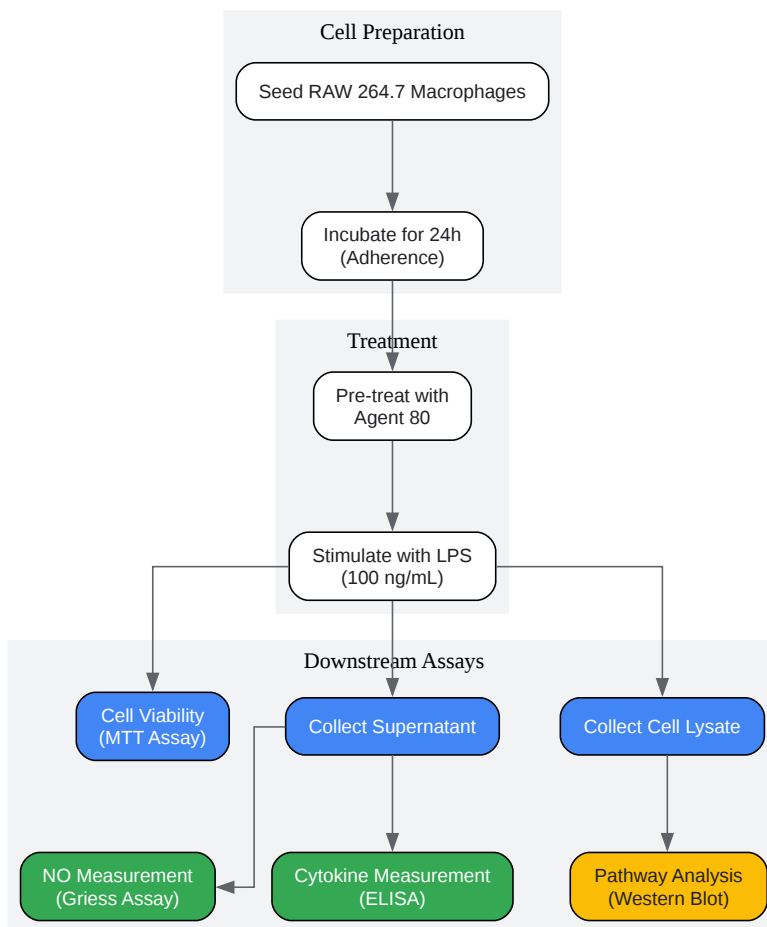 Cell Preparation
Seed RAW 264.7 Macrophages
Incubate for 24h
(Adherence)
Treatment
Pre-treat with
Agent 80
Stimulate with LPS
(100 ng/mL)
Downstream Assays
Cell Viability
(MTT Assay)
Collect Supernatant
Collect Cell Lysate
NO Measurement
(Griess Assay)
Cytokine Measurement
(ELISA)
Pathway Analysis
(Western Blot)